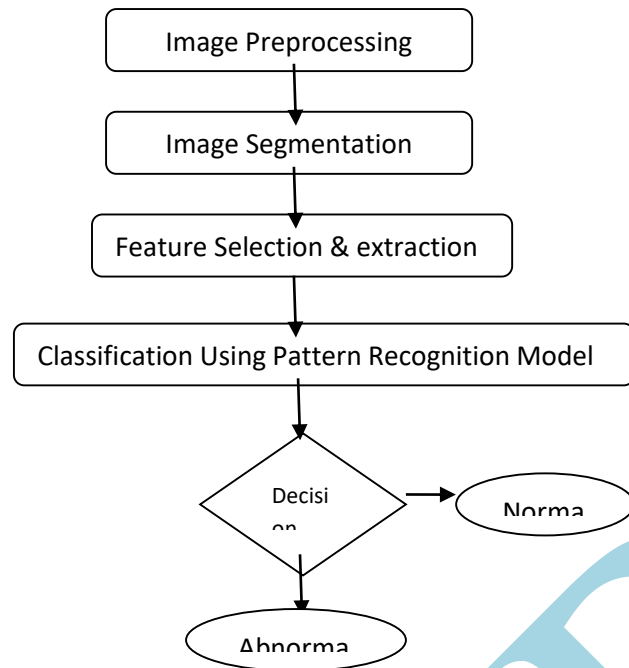 Image Preprocessing
Image Segmentation
Feature Selection & extraction
Classification Using Pattern Recognition Model
Decisi
on
Norma
Abnorma